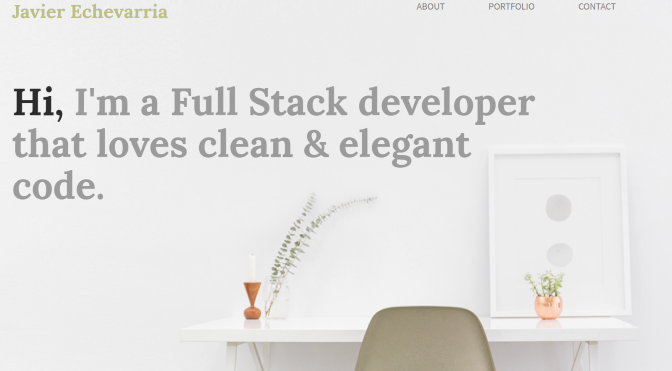 Javier Echevarria
ABOUT PORTFOLIO CONTACT
Hi, I'm a Full Stack developer
that loves clean & elegant
code.